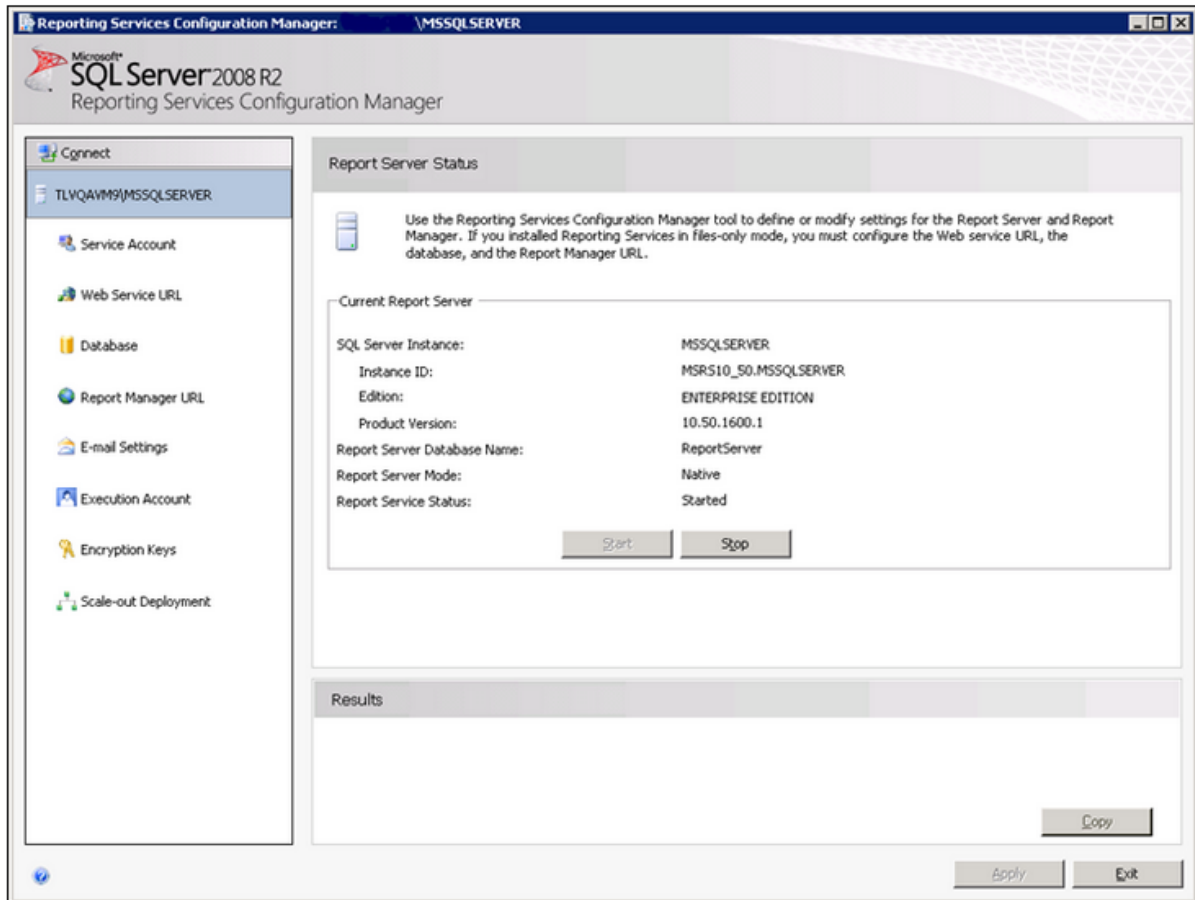 Reporting Services Configuration Manager: \MSSQLSERVER
Microsoft®
SQL Server® 2008 R2
Reporting Services Configuration Manager
Connect
TLVQAVM9\MSSQLSERVER
Service Account
Web Service URL
Database
Report Manager URL
E-mail Settings
Execution Account
Encryption Keys
Scale-out Deployment
Report Server Status
Use the Reporting Services Configuration Manager tool to define or modify settings for the Report Server and Report
Manager. If you installed Reporting Services in files-only mode, you must configure the Web service URL, the
database, and the Report Manager URL.
Current Report Server
SQL Server Instance: MSSQLSERVER
Instance ID: MSRS10_50.MSSQLSERVER
Edition: ENTERPRISE EDITION
Product Version: 10.50.1600.1
Report Server Database Name: ReportServer
Report Server Mode: Native
Report Service Status: Started
Start Stop
Results
Copy
Apply Exit